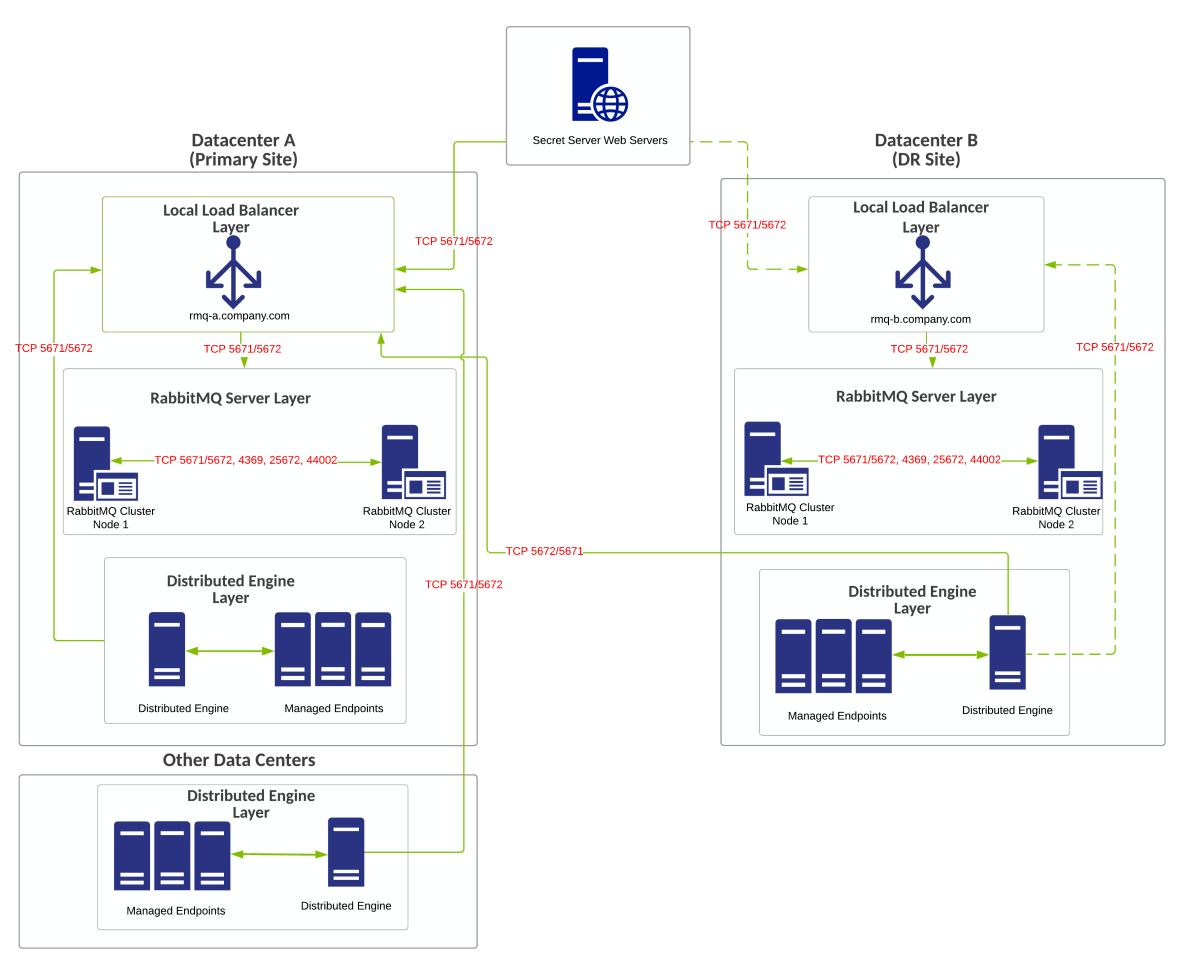 Secret Server Web Servers
Datacenter A
(Primary Site)
Local Load Balancer
Layer
rmq-a.company.com
TCP 5671/5672
TCP 5671/5672
TCP 5671/5672
RabbitMQ Server Layer
TCP 5671/5672, 4369, 25672, 44002
RabbitMQ Cluster
Node 1
RabbitMQ Cluster
Node 2
TCP 5672/5671
TCP 5671/5672
Distributed Engine
Layer
Distributed Engine
Managed Endpoints
Other Data Centers
Distributed Engine
Layer
Managed Endpoints
Distributed Engine
Datacenter B
(DR Site)
TCP 5671/5672
Local Load Balancer
Layer
rmq-b.company.com
TCP 5671/5672
TCP 5671/5672
RabbitMQ Server Layer
TCP 5671/5672, 4369, 25672, 44002
RabbitMQ Cluster
Node 1
RabbitMQ Cluster
Node 2
Distributed Engine
Layer
Managed Endpoints
Distributed Engine